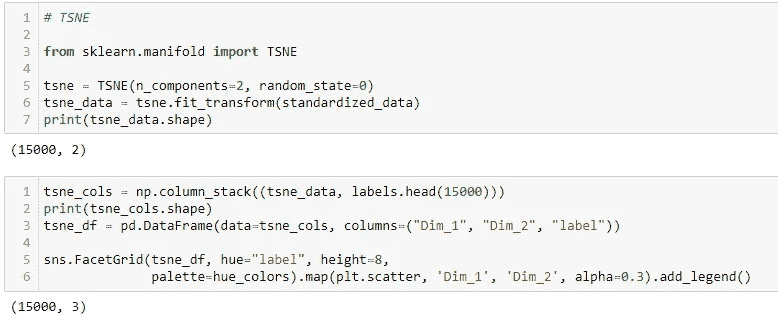 1 # TSNE
2
3 from sklearn.manifold import TSNE
4
5 tsne = TSNE(n_components=2, random_state=0)
6 tsne_data = tsne.fit_transform(standardized_data)
7 print(tsne_data.shape)
(15000, 2)
1 tsne_cols = np.column_stack((tsne_data, labels.head(15000)))
2 print(tsne_cols.shape)
3 tsne_df = pd.DataFrame(data=tsne_cols, columns=("Dim_1", "Dim_2", "label"))
4
5 sns.FacetGrid(tsne_df, hue="label", height=8,
6 palette=hue_colors).map(plt.scatter, 'Dim_1', 'Dim_2', alpha=0.3).add_legend()
(15000, 3)